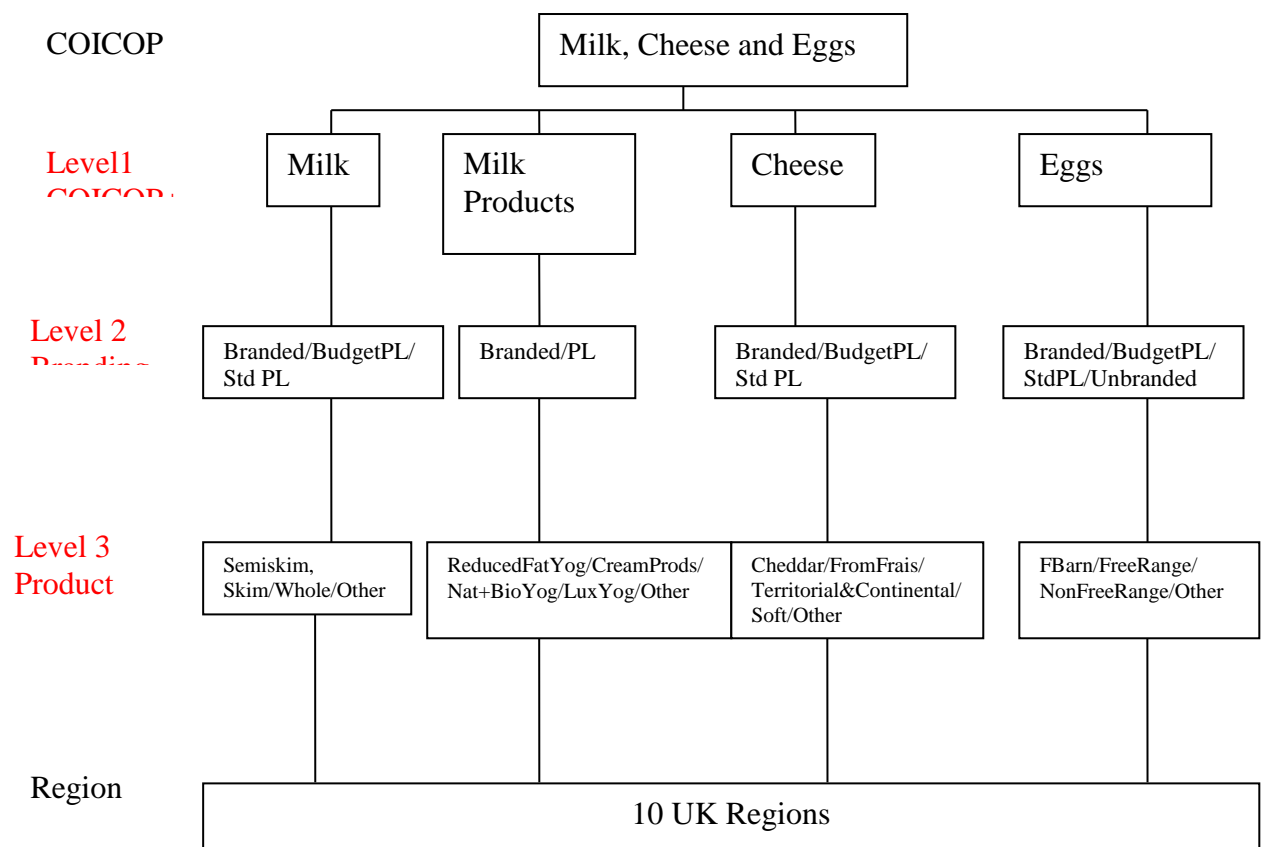 COICOP
Milk, Cheese and Eggs
Level1
Milk
Milk
Products
Cheese
Eggs
Level 2
Branded/BudgetPL/
Std PL
Branded/PL
Branded/BudgetPL/
Std PL
Branded/BudgetPL/
StdPL/Unbranded
Level 3
Product
Semiskim,
Skim/Whole/Other
ReducedFatYog/CreamProds/
Nat+BioYog/LuxYog/Other
Cheddar/FromFrais/
Territorial&Continental/
Soft/Other
FBarn/FreeRange/
NonFreeRange/Other
Region
10 UK Regions